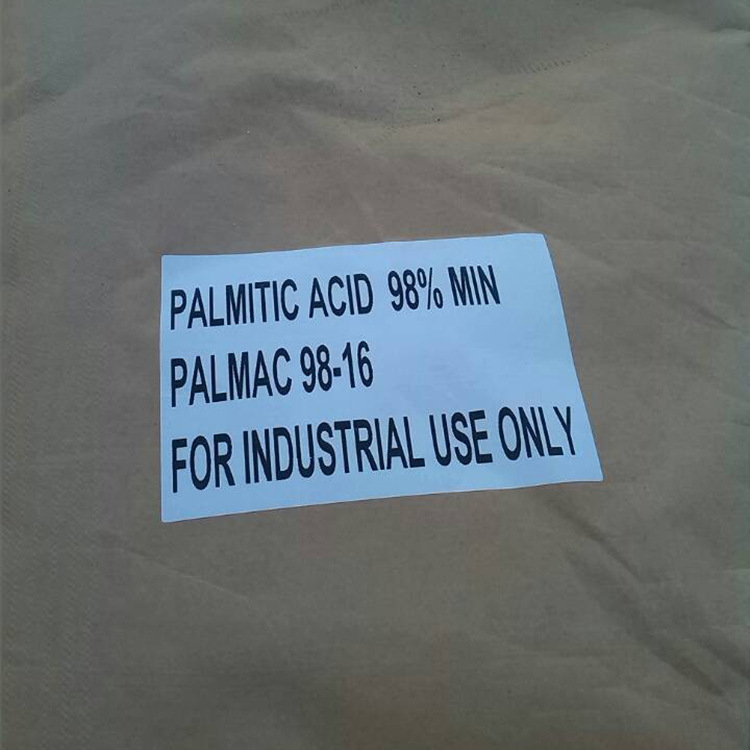 PALMITIC ACID 98% MIN
PALMAC 98-16
FOR INDUSTRIAL USE ONLY